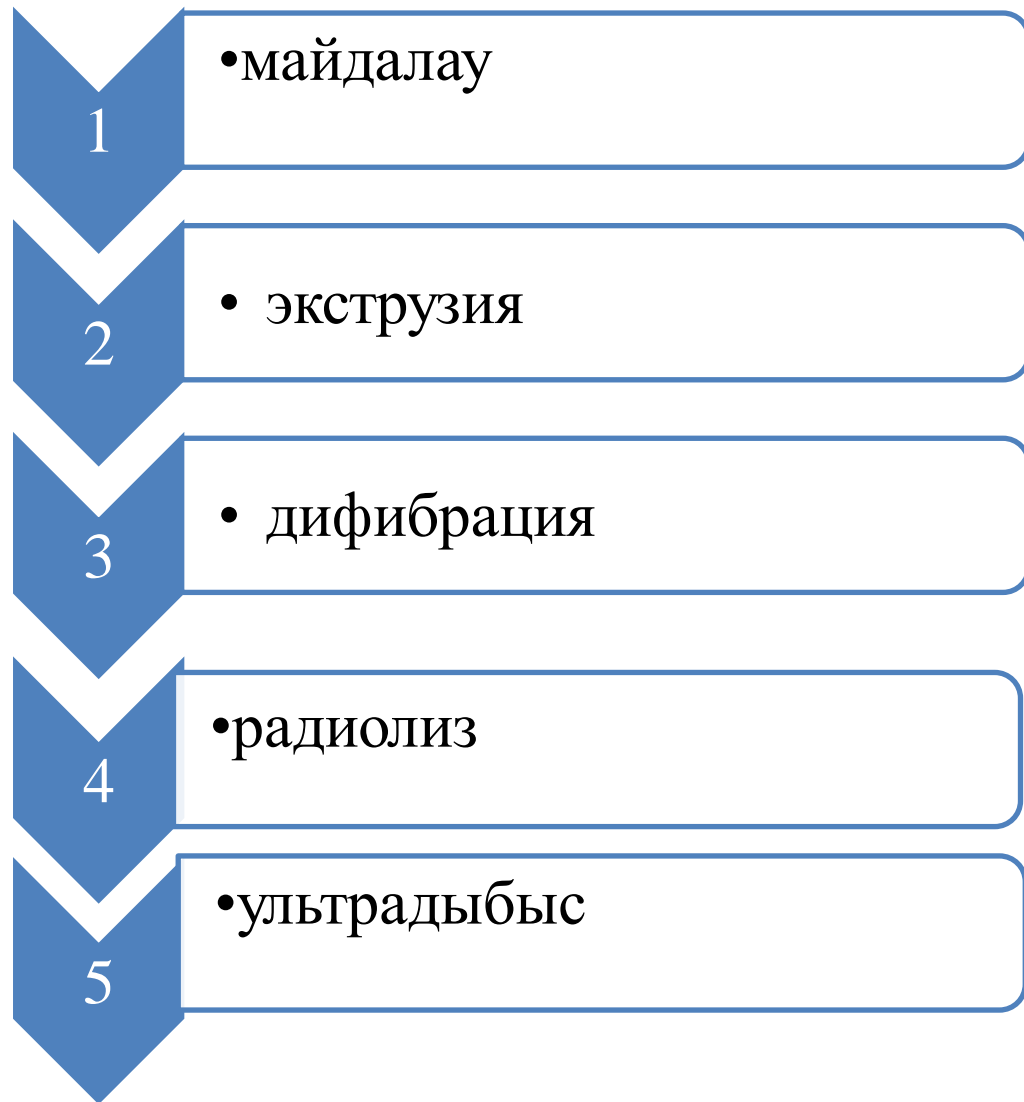 1
•майдалау
2
• экструзия
3
• дифибрация
4
•радиолиз
5
•ультрадыбыс